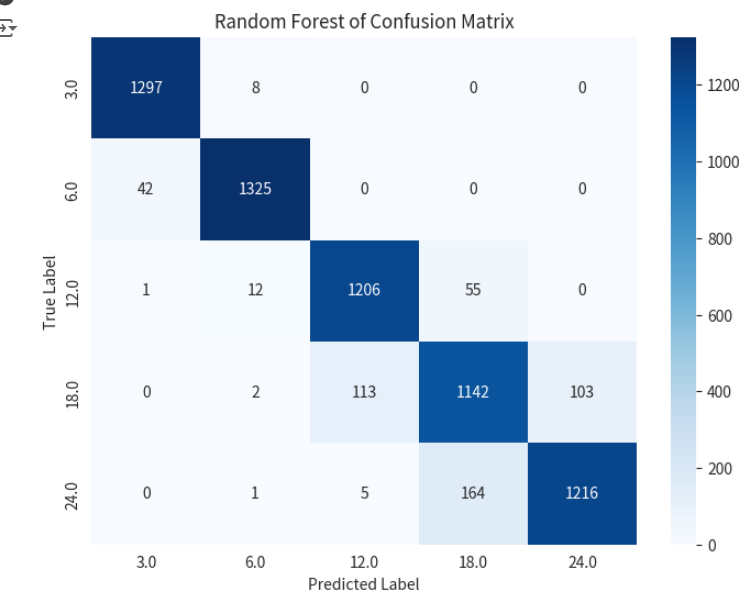 Random Forest of Confusion Matrix
3.0 1297 8 0 0 0
6.0 42 1325 0 0 0
12.0 1 12 1206 55 0
18.0 0 2 113 1142 103
24.0 0 1 5 164 1216
3.0 6.0 12.0 18.0 24.0
Predicted Label
True Label
1200
1000
800
600
400
200
0